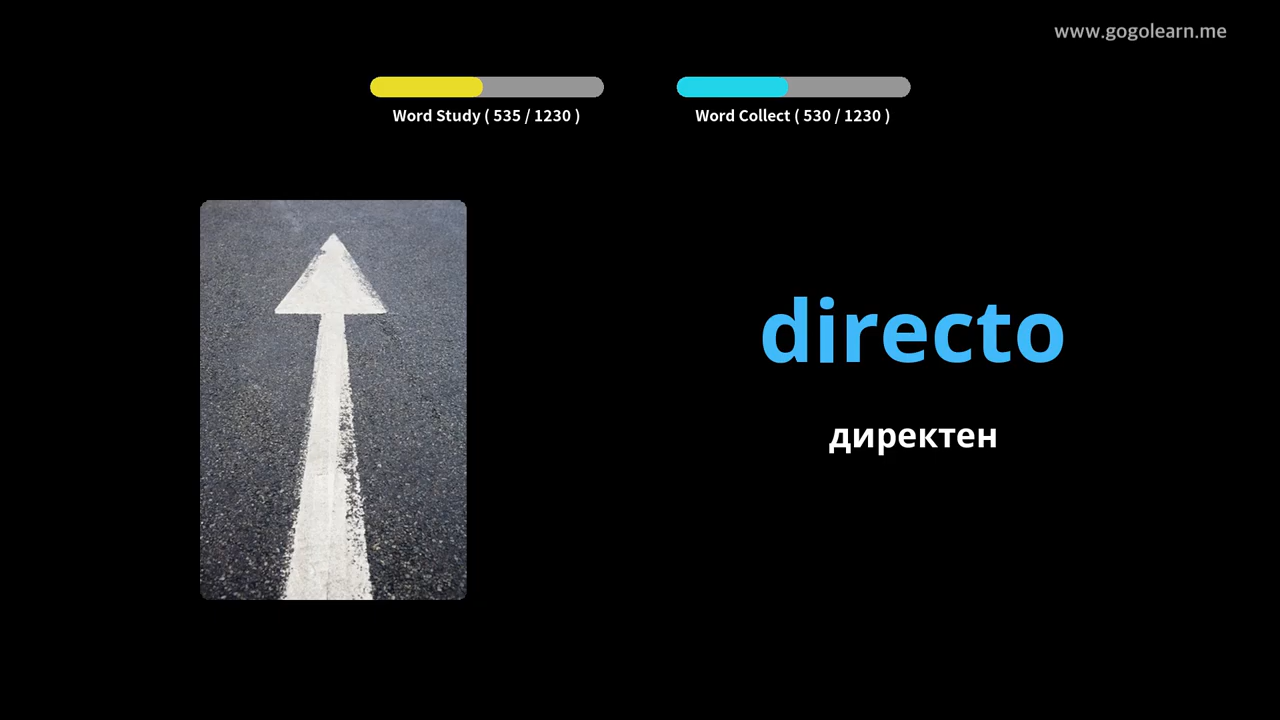 www.gogolearn.me
Word Study ( 535 / 1230 )
Word Collect ( 530 / 1230 )
directo
директен